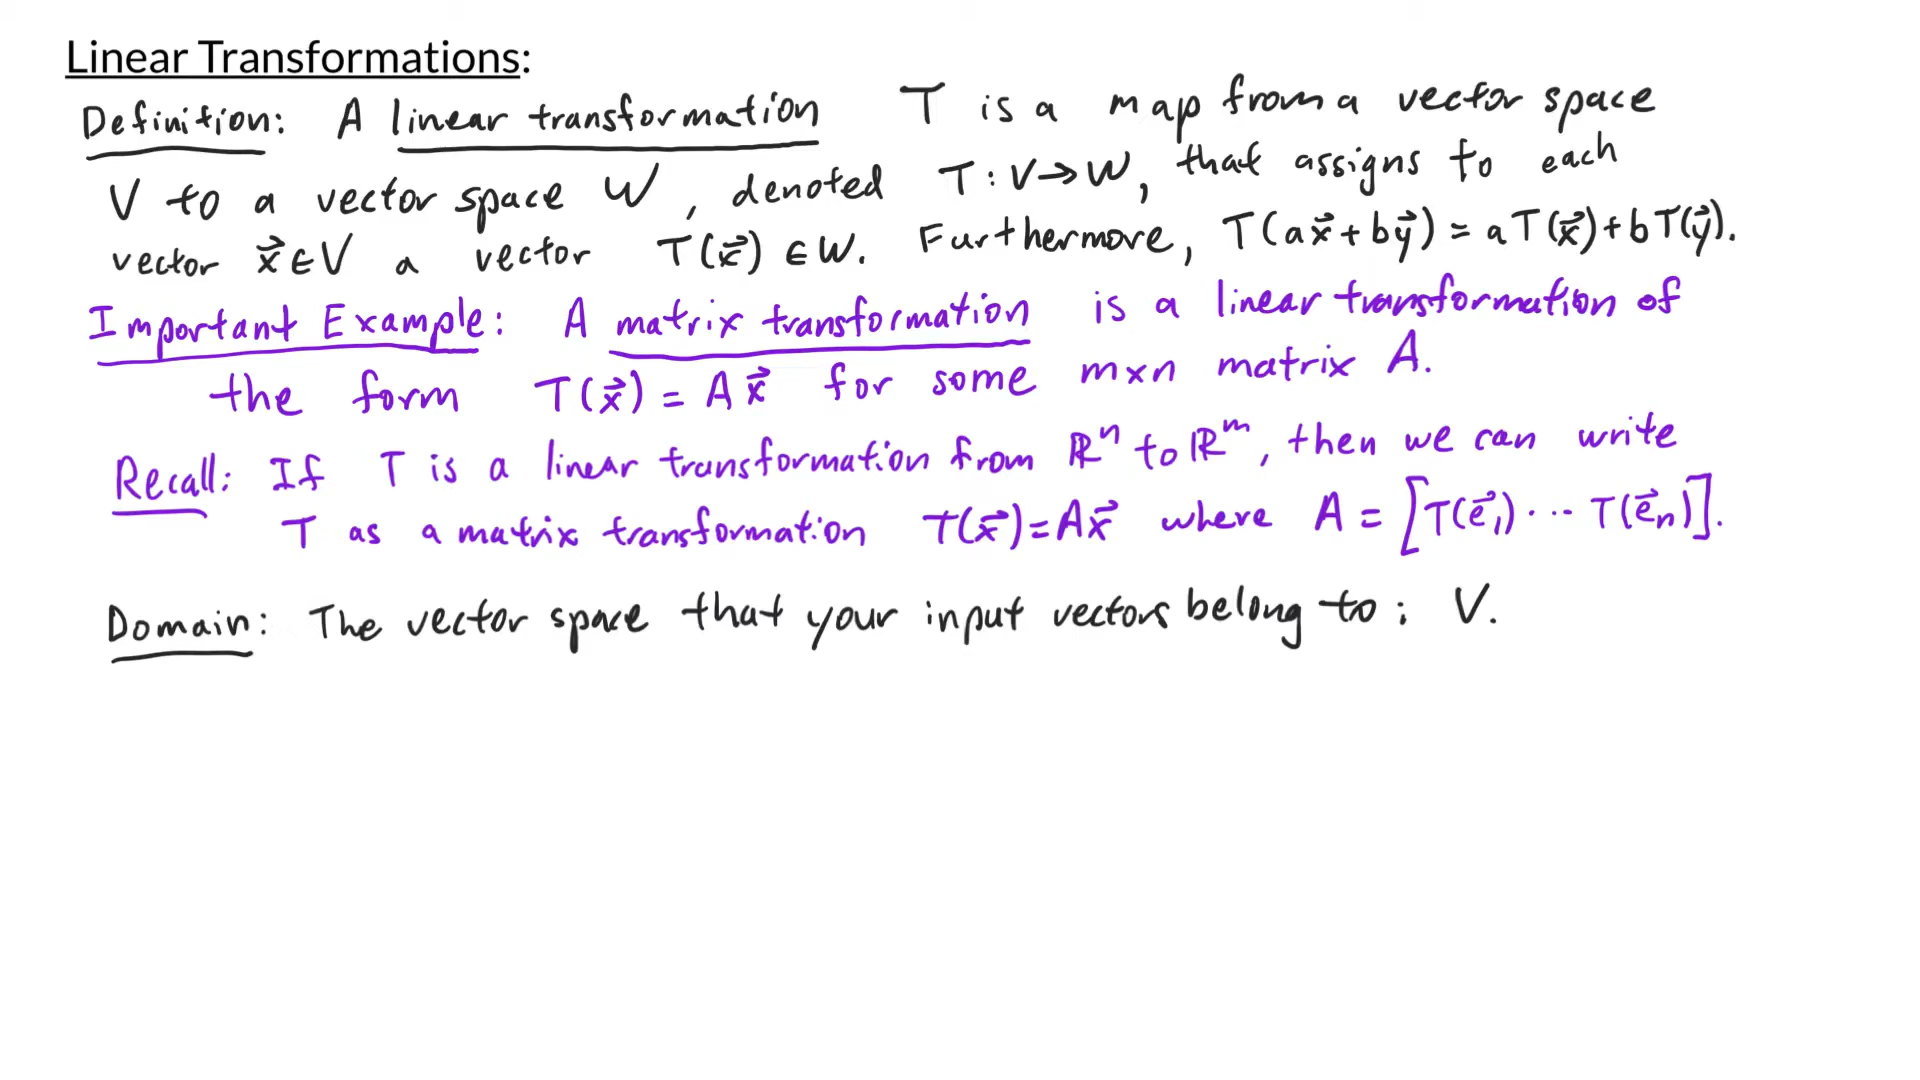 Linear Transformations:
Definition: A linear transformation T is a map from a vector space
V to a vector space W, denoted T: V→W, that assigns to each
vector x⃗ ∈ V a vector T(x⃗) ∈ W. Furthermore, T(ax⃗ + by⃗) = aT(x⃗) + bT(y⃗).
Important Example: A matrix transformation is a linear transformation of
the form T(x⃗) = Ax⃗ for some m×n matrix A.
Recall: If T is a linear transformation from ℝⁿ to ℝᵐ, then we can write
T as a matrix transformation T(x⃗) = Ax⃗ where A = [T(e⃗₁) ··· T(e⃗ₙ)].
Domain: The vector space that your input vectors belong to; V.